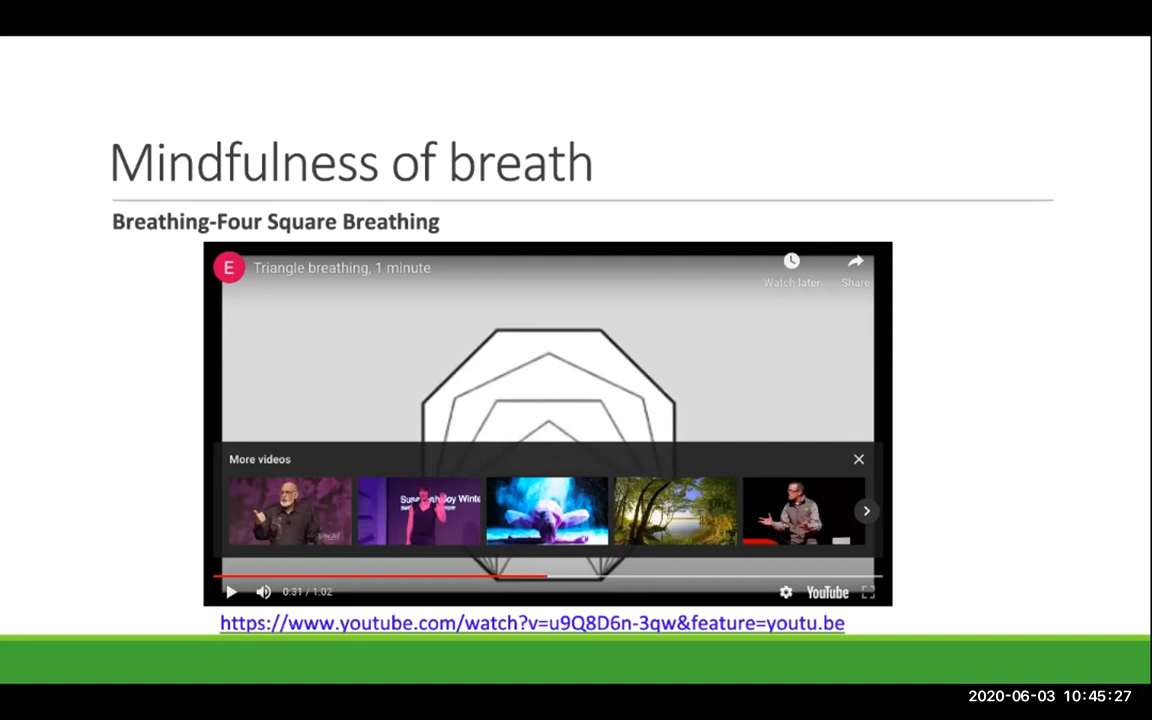 Mindfulness of breath
Breathing-Four Square Breathing
E
Triangle breathing, 1 minute
Watch later
Share
More videos
0:31 / 1:02
YouTube
https://www.youtube.com/watch?v=u9Q8D6n-3qw&feature=youtu.be
2020-06-03 10:45:27